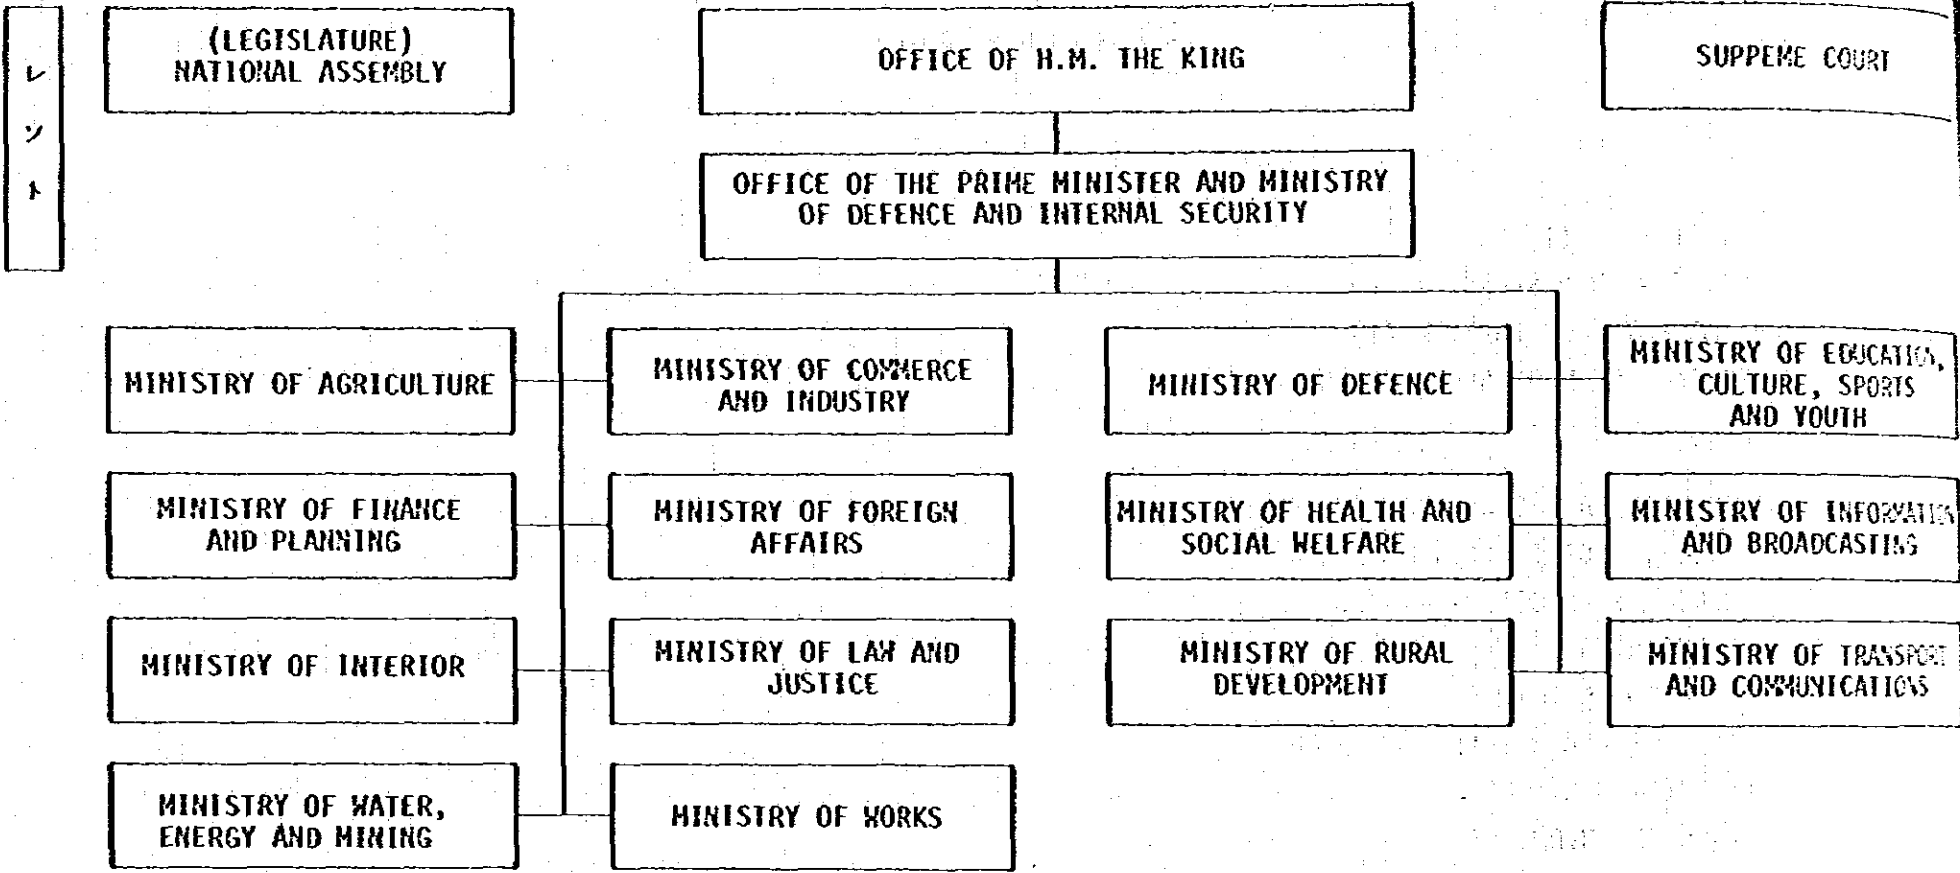 レソト
(LEGISLATURE)
NATIONAL ASSEMBLY
OFFICE OF H.M. THE KING
SUPPEME COURT
OFFICE OF THE PRIME MINISTER AND MINISTRY
OF DEFENCE AND INTERNAL SECURITY
MINISTRY OF AGRICULTURE
MINISTRY OF COMMERCE
AND INDUSTRY
MINISTRY OF DEFENCE
MINISTRY OF EDUCATION,
CULTURE, SPORTS
AND YOUTH
MINISTRY OF FINANCE
AND PLANNING
MINISTRY OF FOREIGN
AFFAIRS
MINISTRY OF HEALTH AND
SOCIAL WELFARE
MINISTRY OF INFORMATION
AND BROADCASTING
MINISTRY OF INTERIOR
MINISTRY OF LAW AND
JUSTICE
MINISTRY OF RURAL
DEVELOPMENT
MINISTRY OF TRANSPORT
AND COMMUNICATIONS
MINISTRY OF WATER,
ENERGY AND MINING
MINISTRY OF WORKS